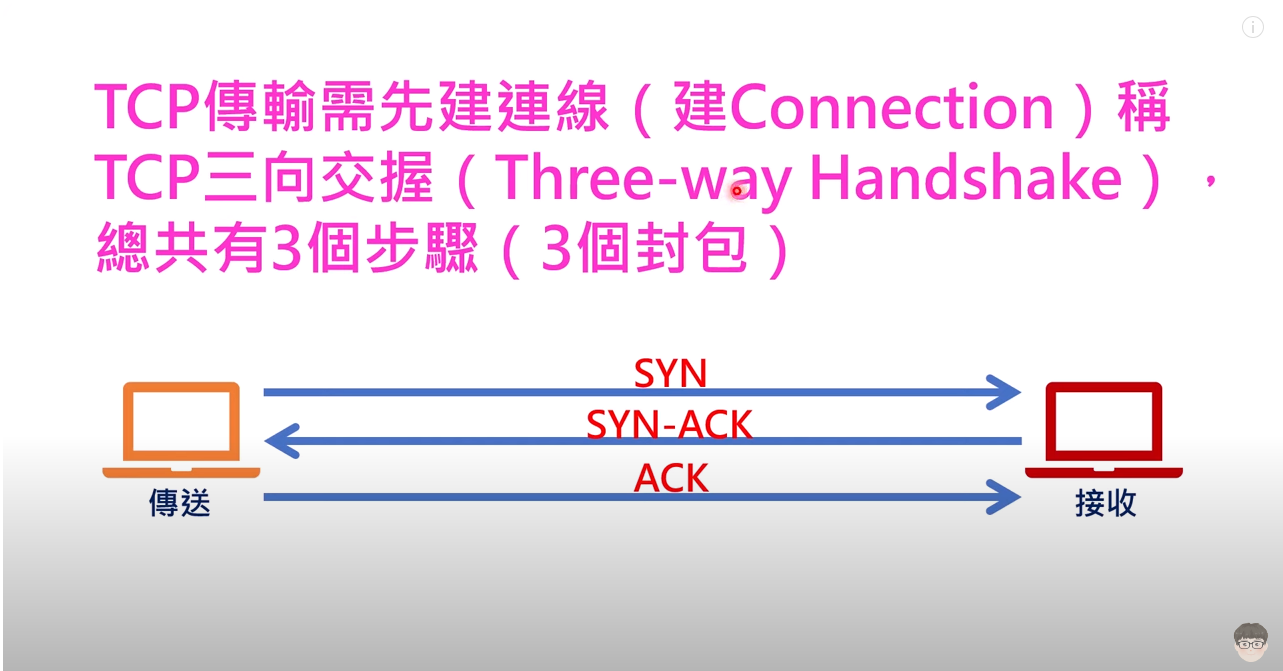 TCP傳輸需先建連線（建Connection）稱
TCP三向交握（Three-way Handshake），
總共有3個步驟（3個封包）
SYN
SYN-ACK
ACK
傳送
接收